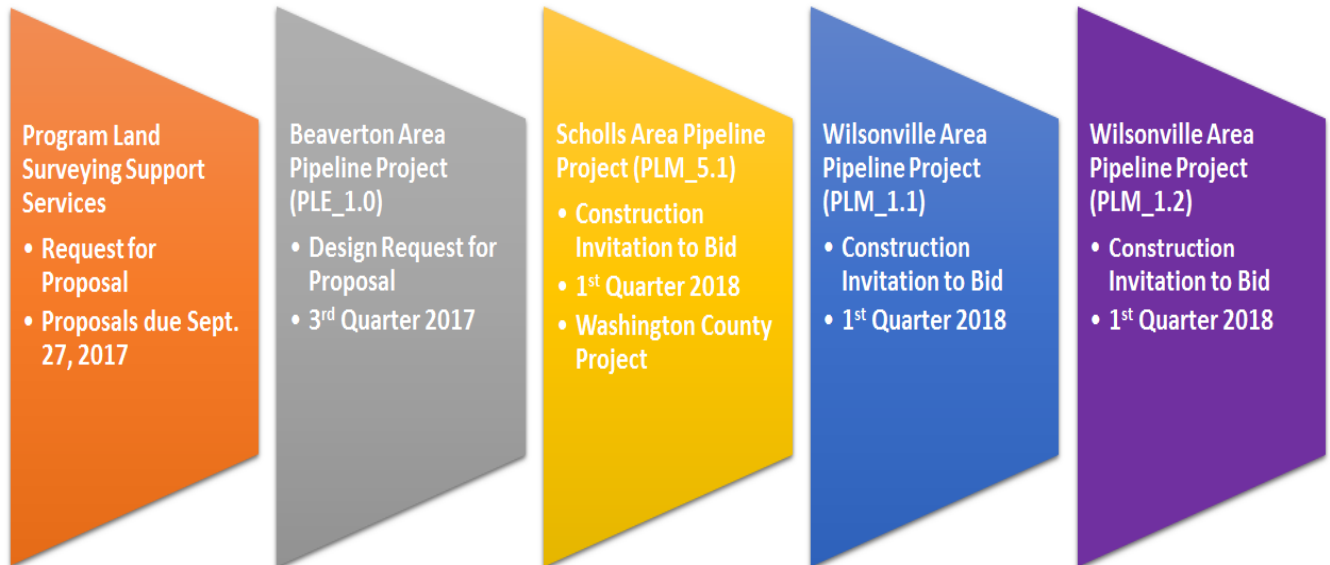 Program Land
Surveying Support
Services
• Request for
Proposal
• Proposals due Sept.
27, 2017
Beaverton Area
Pipeline Project
(PLE_1.0)
• Design Request for
Proposal
• 3rd Quarter 2017
Scholls Area Pipeline
Project (PLM_5.1)
• Construction
Invitation to Bid
• 1st Quarter 2018
• Washington County
Project
Wilsonville Area
Pipeline Project
(PLM_1.1)
• Construction
Invitation to Bid
• 1st Quarter 2018
Wilsonville Area
Pipeline Project
(PLM_1.2)
• Construction
Invitation to Bid
• 1st Quarter 2018